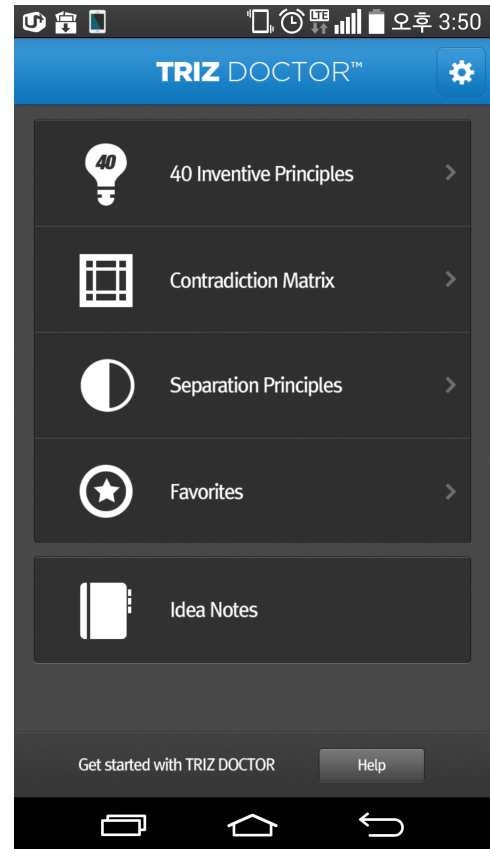 LTE 오후 3:50
TRIZ DOCTOR™
40
40 Inventive Principles
Contradiction Matrix
Separation Principles
Favorites
Idea Notes
Get started with TRIZ DOCTOR
Help